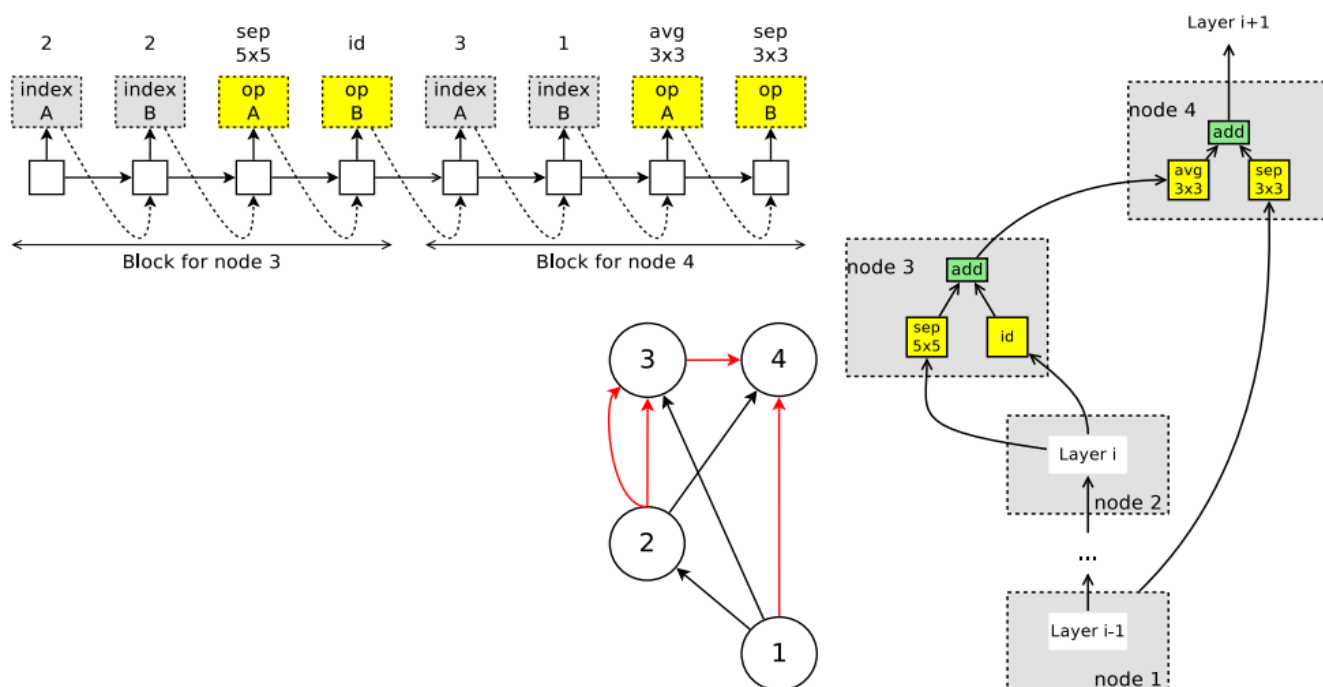 2
2
sep
5x5
id
3
1
avg
3x3
sep
3x3
index
A
index
B
op
A
op
B
index
A
index
B
op
A
op
B
Block for node 3
Block for node 4
3
4
2
1
Layer i+1
node 4
add
avg
3x3
sep
3x3
node 3
add
sep
5x5
id
Layer i
node 2
...
Layer i-1
node 1